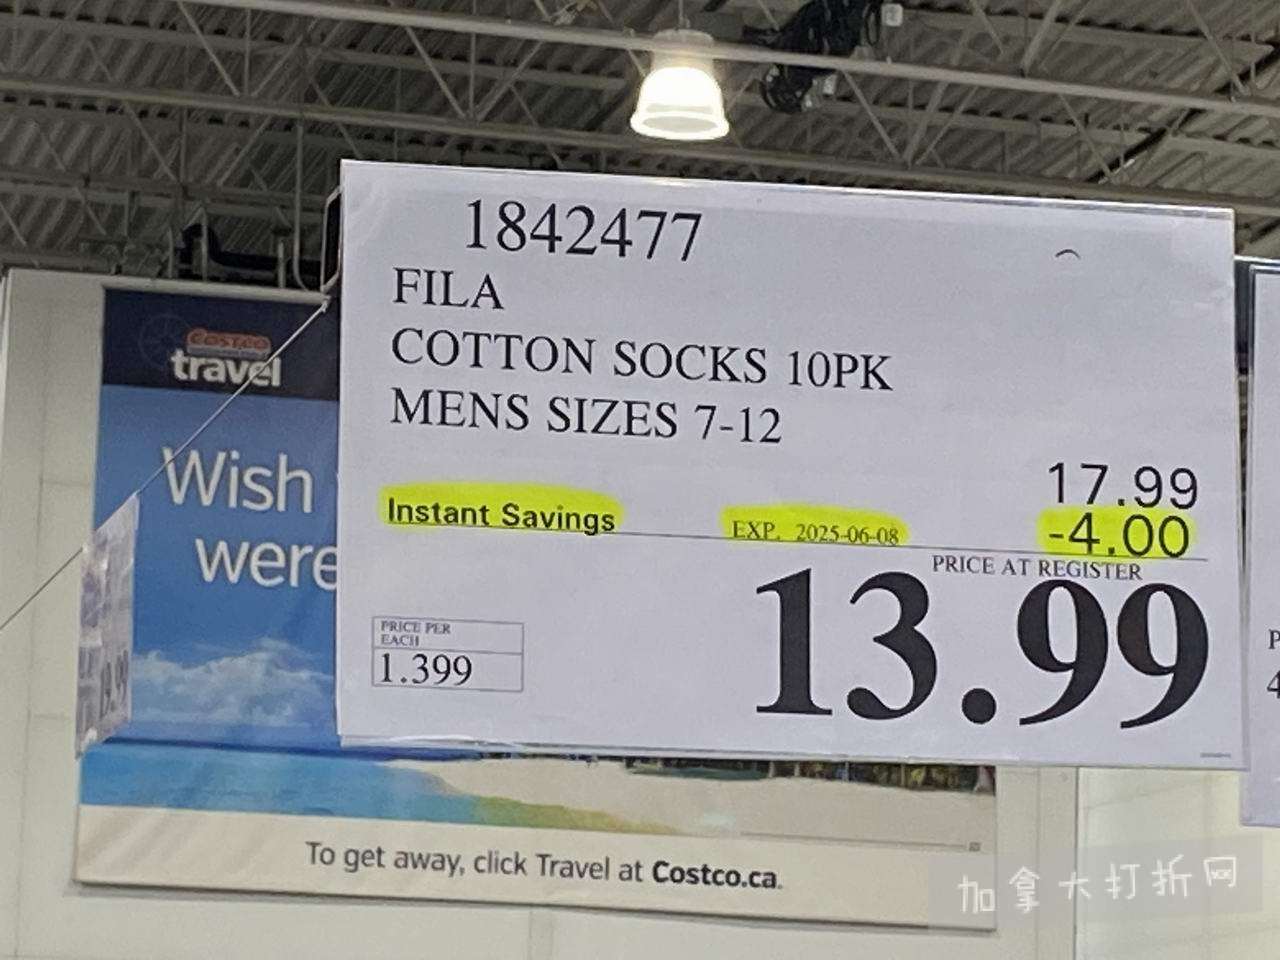 1842477
FILA
COTTON SOCKS 10PK
MENS SIZES 7-12
17.99
Instant Savings EXP. 2025-06-08 -4.00
PRICE AT REGISTER
13.99
PRICE PER
EACH
1.399
COSTCO
travel
Wish
were
To get away, click Travel at Costco.ca.
加拿大打折网